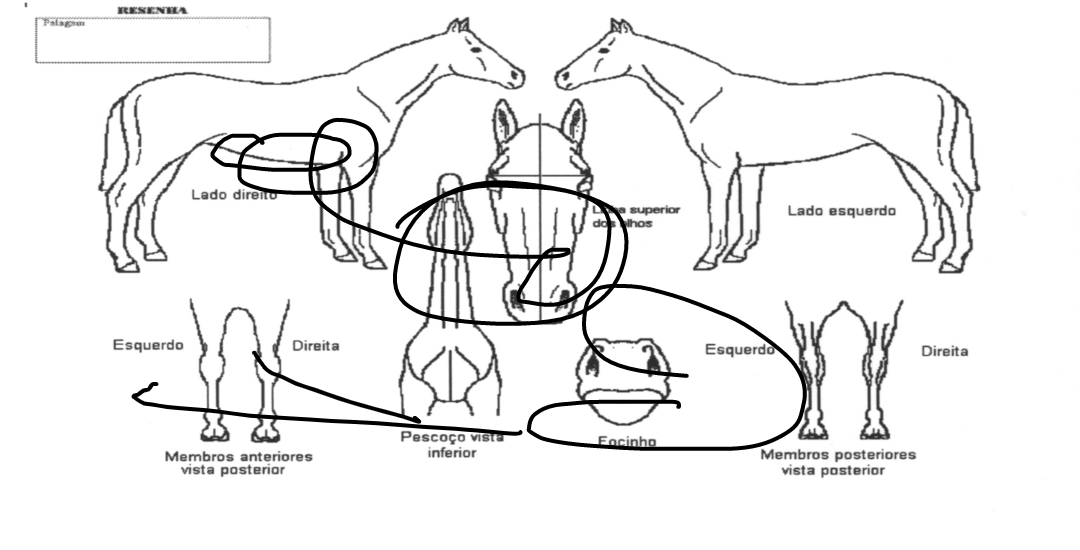 RESENHA
Pelagem
Lado direito
superior
dos olhos
Lado esquerdo
Esquerdo
Direita
Esquerdo
Direita
Pescoço vista
inferior
Focinho
Membros anteriores
vista posterior
Membros posteriores
vista posterior